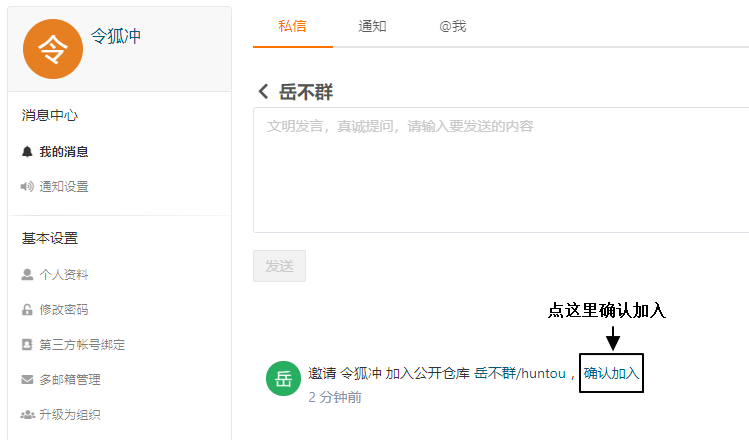 令
令狐冲
消息中心
我的消息
通知设置
基本设置
个人资料
修改密码
第三方帐号绑定
多邮箱管理
升级为组织
私信 通知 @我
岳不群
文明发言，真诚提问，请输入要发送的内容
发送
点这里确认加入
岳
邀请 令狐冲 加入公开仓库 岳不群/huntou ，确认加入
2 分钟前